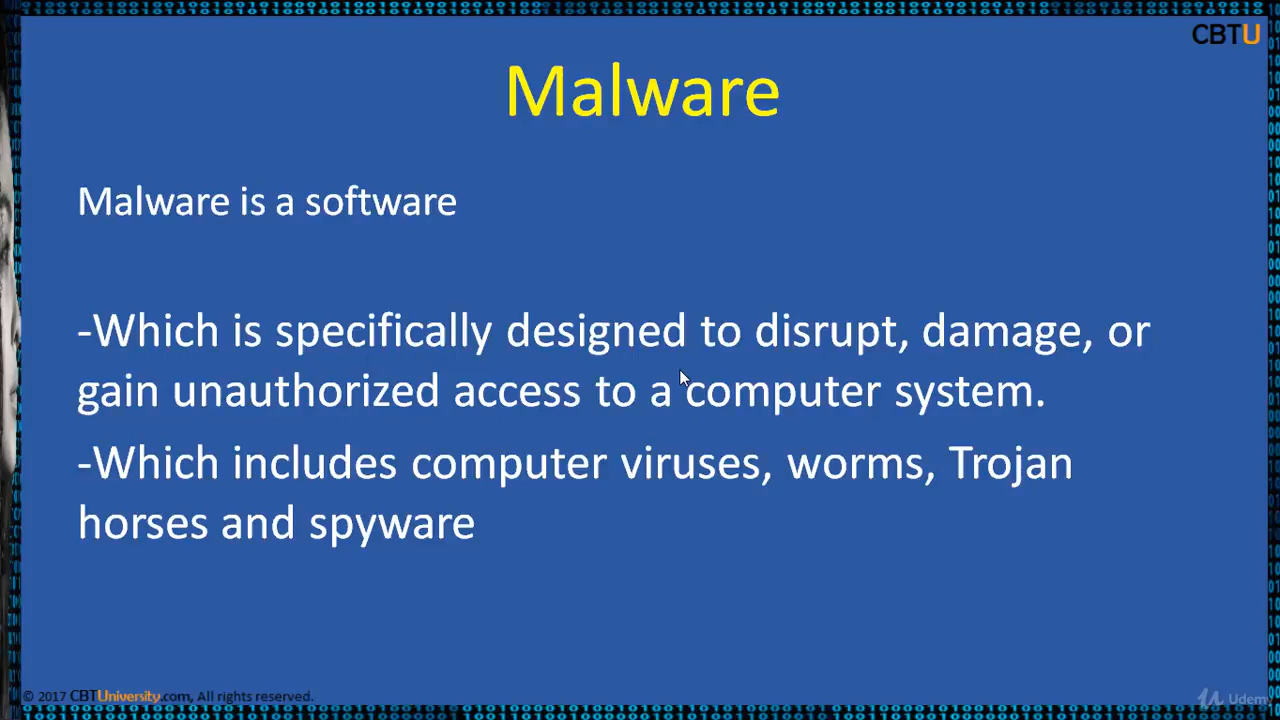 CBTU
Malware
Malware is a software
-Which is specifically designed to disrupt, damage, or
gain unauthorized access to a computer system.
-Which includes computer viruses, worms, Trojan
horses and spyware
© 2017 CBTUniversity.com, All rights reserved.
Udemy